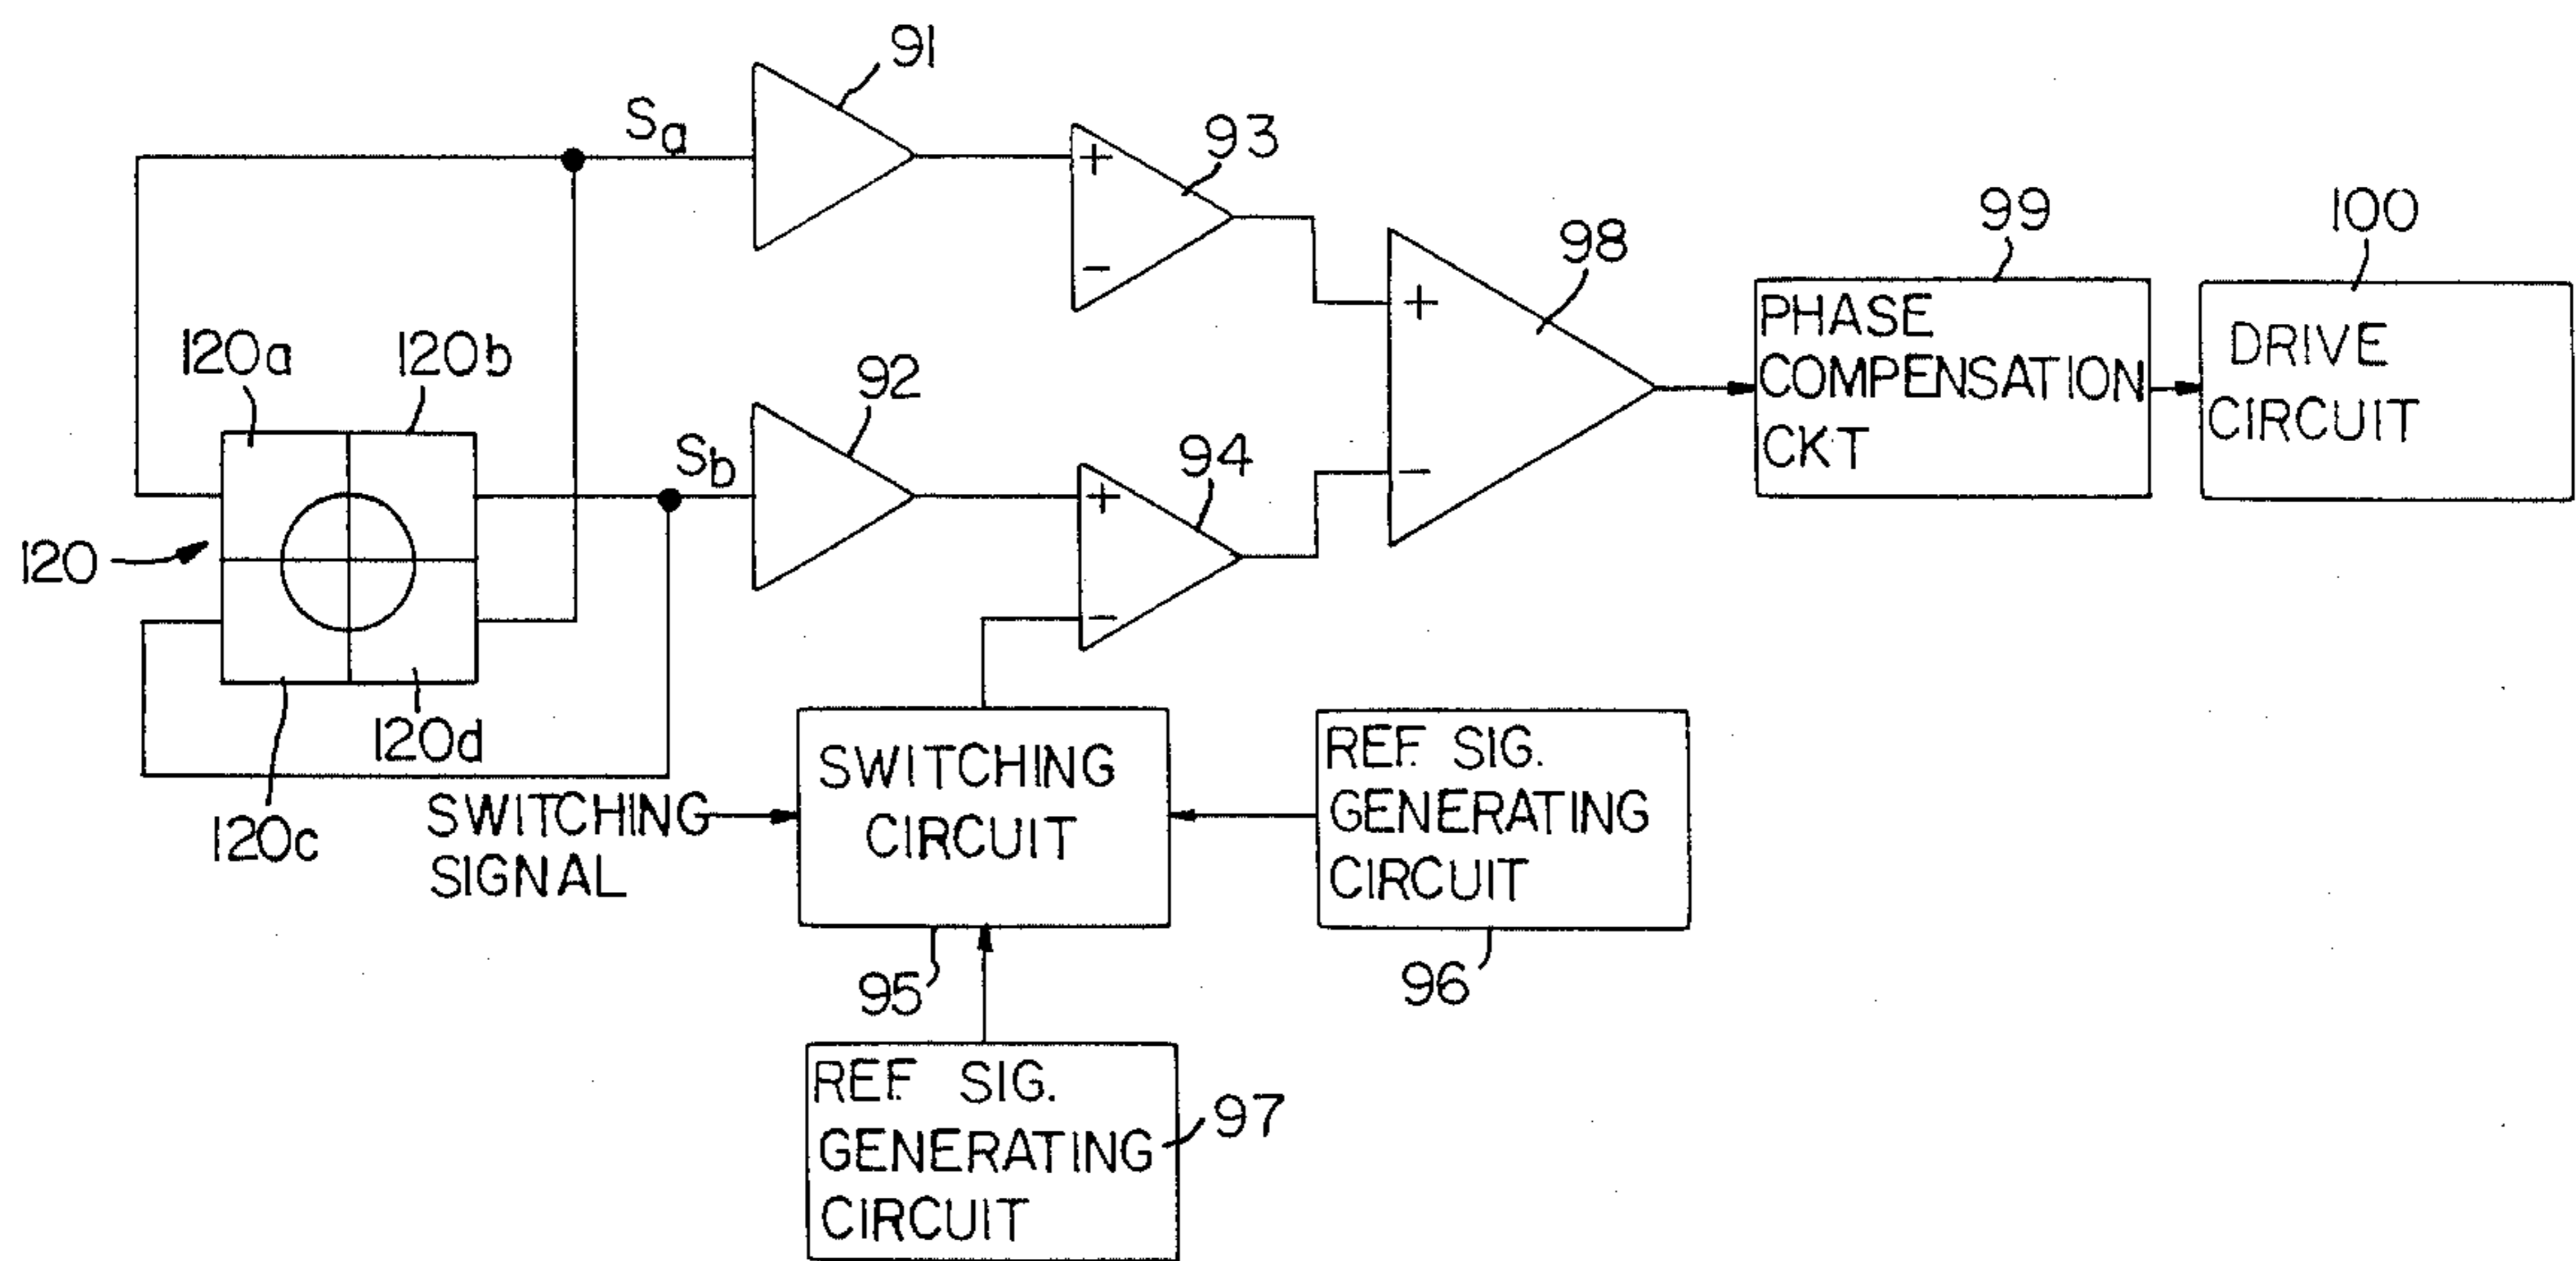 91
Sa
93
98
99
100
+
-
PHASE
COMPENSATION
CKT
DRIVE
CIRCUIT
120a
120b
92
Sb
94
+
-
+
-
120
120c
120d
SWITCHING
SIGNAL
SWITCHING
CIRCUIT
95
REF. SIG.
GENERATING
CIRCUIT
96
REF. SIG.
GENERATING
CIRCUIT
97